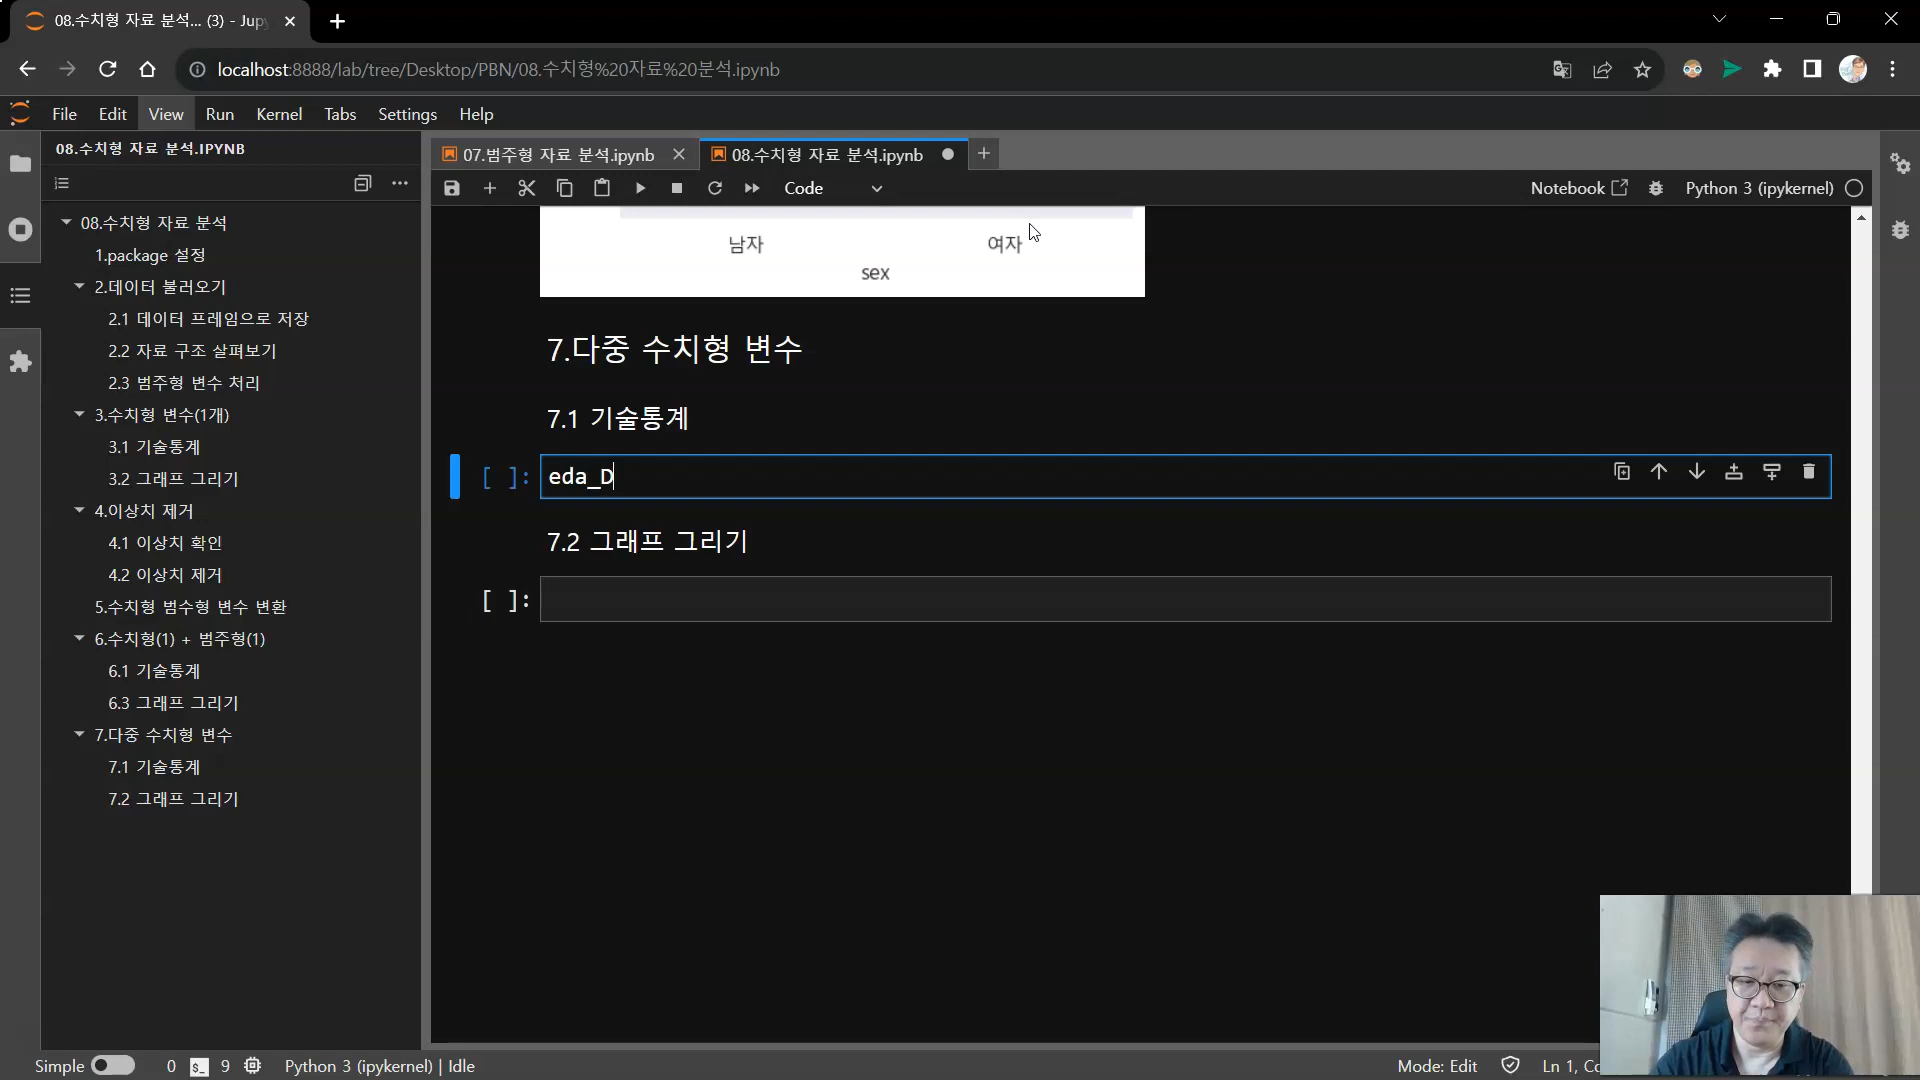 08.수치형 자료 분석... (3) - Jup
localhost:8888/lab/tree/Desktop/PBN/08.수치형%20자료%20분석.ipynb
File Edit View Run Kernel Tabs Settings Help
08.수치형 자료 분석.IPYNB
08.수치형 자료 분석
1.package 설정
2.데이터 불러오기
2.1 데이터 프레임으로 저장
2.2 자료 구조 살펴보기
2.3 범주형 변수 처리
3.수치형 변수(1개)
3.1 기술통계
3.2 그래프 그리기
4.이상치 제거
4.1 이상치 확인
4.2 이상치 제거
5.수치형 범수형 변수 변환
6.수치형(1) + 범주형(1)
6.1 기술통계
6.3 그래프 그리기
7.다중 수치형 변수
7.1 기술통계
7.2 그래프 그리기
07.범주형 자료 분석.ipynb
08.수치형 자료 분석.ipynb
Code
Notebook
Python 3 (ipykernel)
남자 여자
sex
7.다중 수치형 변수
7.1 기술통계
[ ]: eda_D
7.2 그래프 그리기
[ ]:
Simple 0 $_ 9 Python 3 (ipykernel) | Idle
Mode: Edit Ln 1,